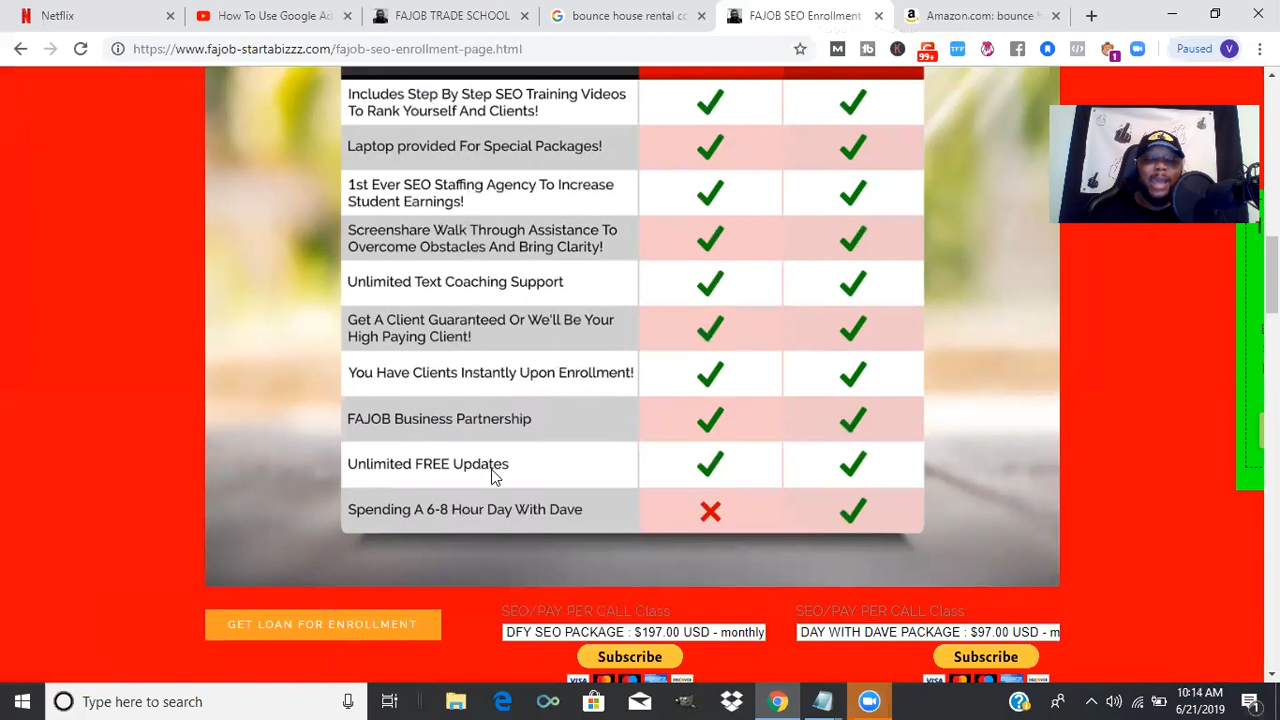 Netflix
How To Use Google Ad
FAJOB TRADE SCHOOL
bounce house rental co
FAJOB SEO Enrollment
Amazon.com: bounce h
https://www.fajob-startabizzz.com/fajob-seo-enrollment-page.html
99+
TFF
1
Paused
V
Includes Step By Step SEO Training Videos
To Rank Yourself And Clients!
Laptop provided For Special Packages!
1st Ever SEO Staffing Agency To Increase
Student Earnings!
Screenshare Walk Through Assistance To
Overcome Obstacles And Bring Clarity!
Unlimited Text Coaching Support
Get A Client Guaranteed Or We'll Be Your
High Paying Client!
You Have Clients Instantly Upon Enrollment!
FAJOB Business Partnership
Unlimited FREE Updates
Spending A 6-8 Hour Day With Dave
GET LOAN FOR ENROLLMENT
SEO/PAY PER CALL Class
DFY SEO PACKAGE : $197.00 USD - monthly
Subscribe
SEO/PAY PER CALL Class
DAY WITH DAVE PACKAGE : $97.00 USD - m
Subscribe
Type here to search
10:14 AM
6/21/2019